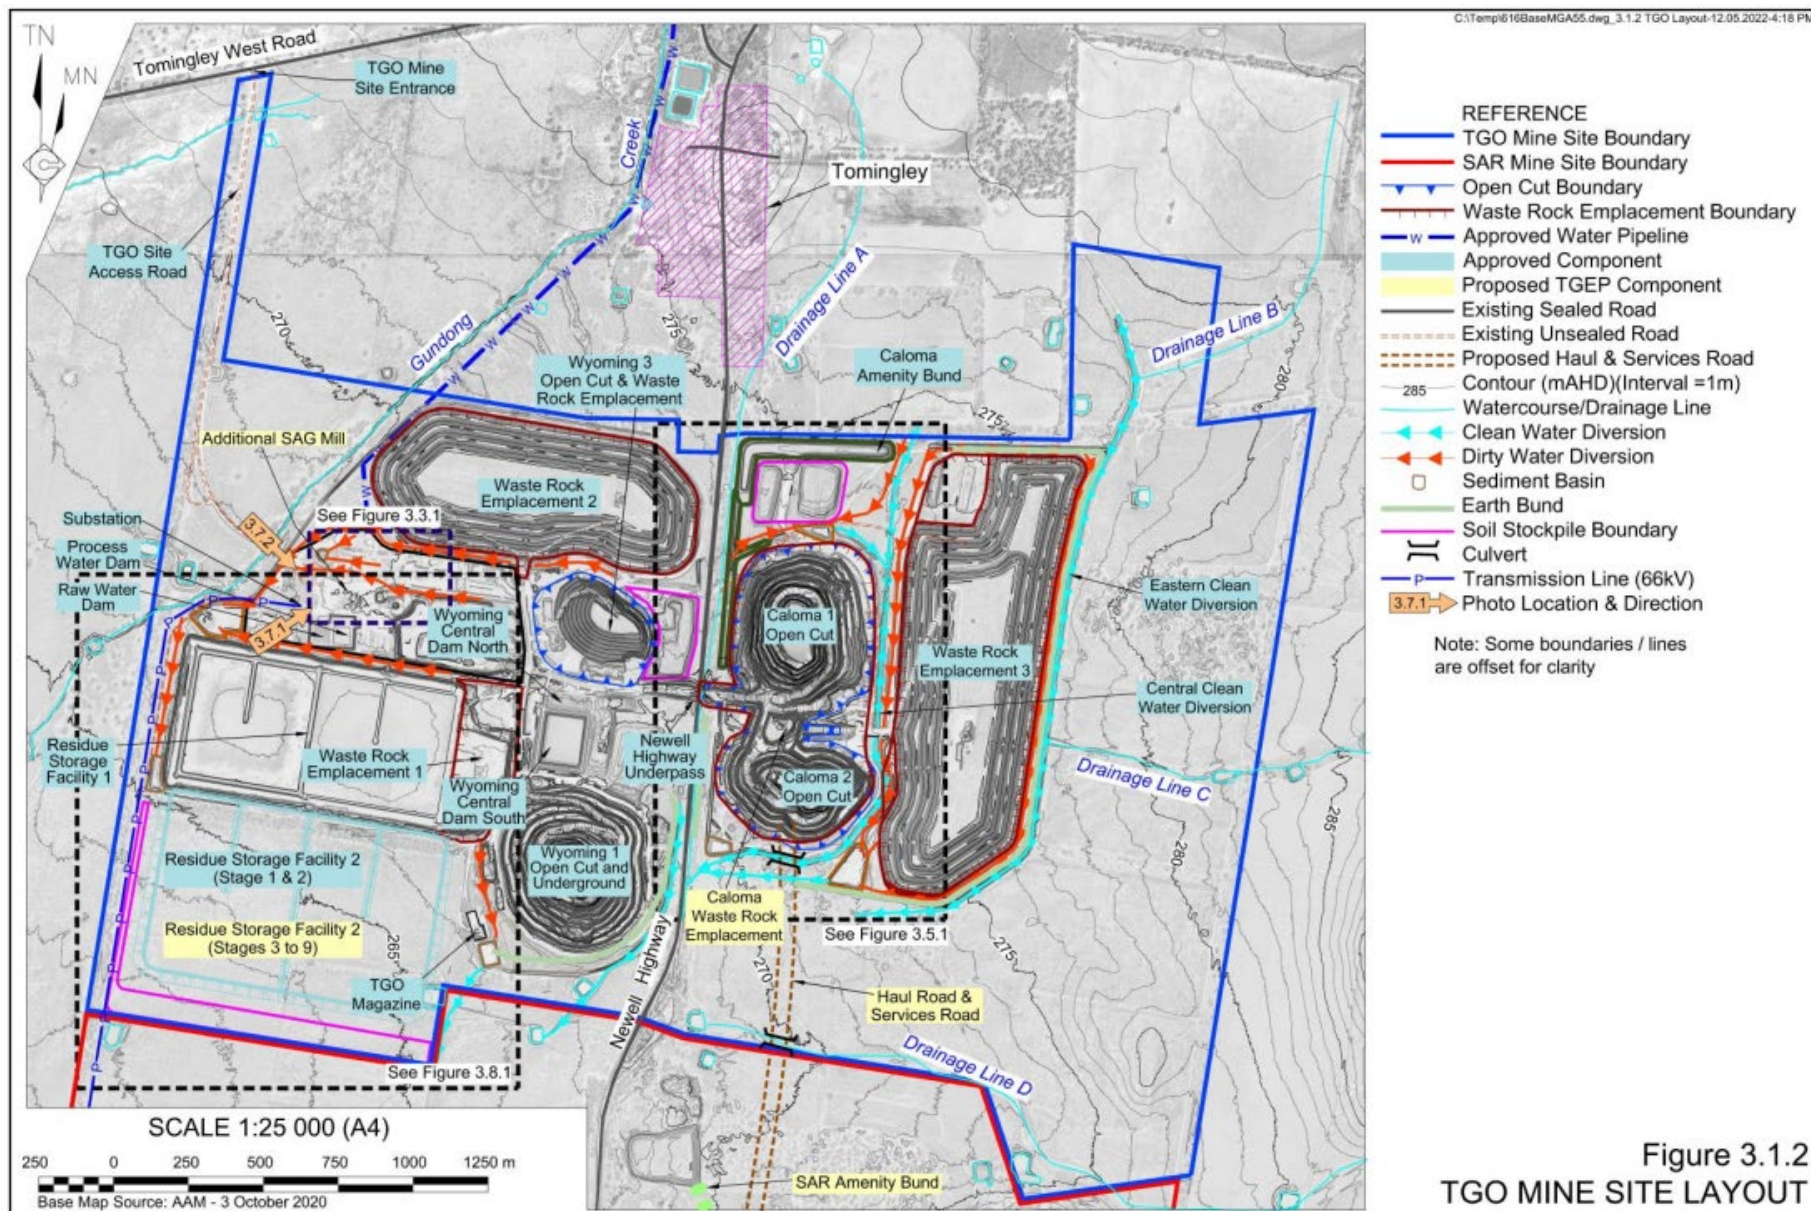 C:\Temp\616BaseMGA55.dwg_3.1.2 TGO Layout-12.05.2022-4:18 PM
TN
MN
Tomingley West Road
TGO Mine
Site Entrance
Creek
Tomingley
TGO Site
Access Road
Drainage Line A
Drainage Line B
270
275
Gundong
280
Wyoming 3
Open Cut & Waste
Rock Emplacement
Caloma
Amenity Bund
275
Additional SAG Mill
Waste Rock
Emplacement 2
See Figure 3.3.1
Substation
3.7.2
Process
Water Dam
Raw Water
Dam
3.7.1
Wyoming
Central
Dam North
Caloma 1
Open Cut
Eastern Clean
Water Diversion
Waste Rock
Emplacement 3
Central Clean
Water Diversion
Residue
Storage
Facility 1
Waste Rock
Emplacement 1
Newell
Highway
Underpass
Wyoming
Central
Dam South
Caloma 2
Open Cut
Drainage Line C
285
280
Residue Storage Facility 2
(Stage 1 & 2)
Wyoming 1
Open Cut and
Underground
Caloma
Waste Rock
Emplacement
Residue Storage Facility 2
(Stages 3 to 9)
265
See Figure 3.5.1
275
270
TGO
Magazine
Newell Highway
Haul Road &
Services Road
Drainage Line D
See Figure 3.8.1
SAR Amenity Bund
W
W
W
W
W
W
W
W
P
P
P
P
P
P
P
P
P
SCALE 1:25 000 (A4)
250 0 250 500 750 1000 1250 m
Base Map Source: AAM - 3 October 2020
REFERENCE
TGO Mine Site Boundary
SAR Mine Site Boundary
Open Cut Boundary
Waste Rock Emplacement Boundary
W Approved Water Pipeline
Approved Component
Proposed TGEP Component
Existing Sealed Road
Existing Unsealed Road
Proposed Haul & Services Road
285 Contour (mAHD)(Interval =1m)
Watercourse/Drainage Line
Clean Water Diversion
Dirty Water Diversion
Sediment Basin
Earth Bund
Soil Stockpile Boundary
Culvert
P Transmission Line (66kV)
3.7.1 Photo Location & Direction
Note: Some boundaries / lines
are offset for clarity
Figure 3.1.2
TGO MINE SITE LAYOUT